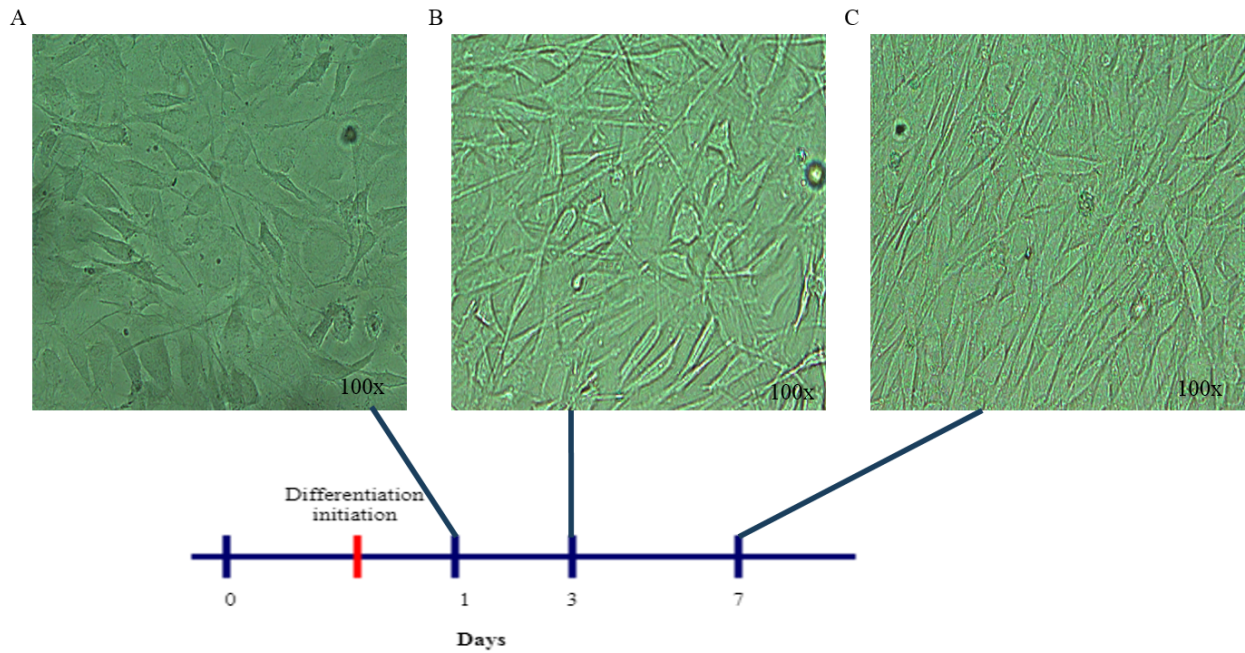 A
B
C
100x
100x
100x
Differentiation
initiation
0
1
3
7
Days